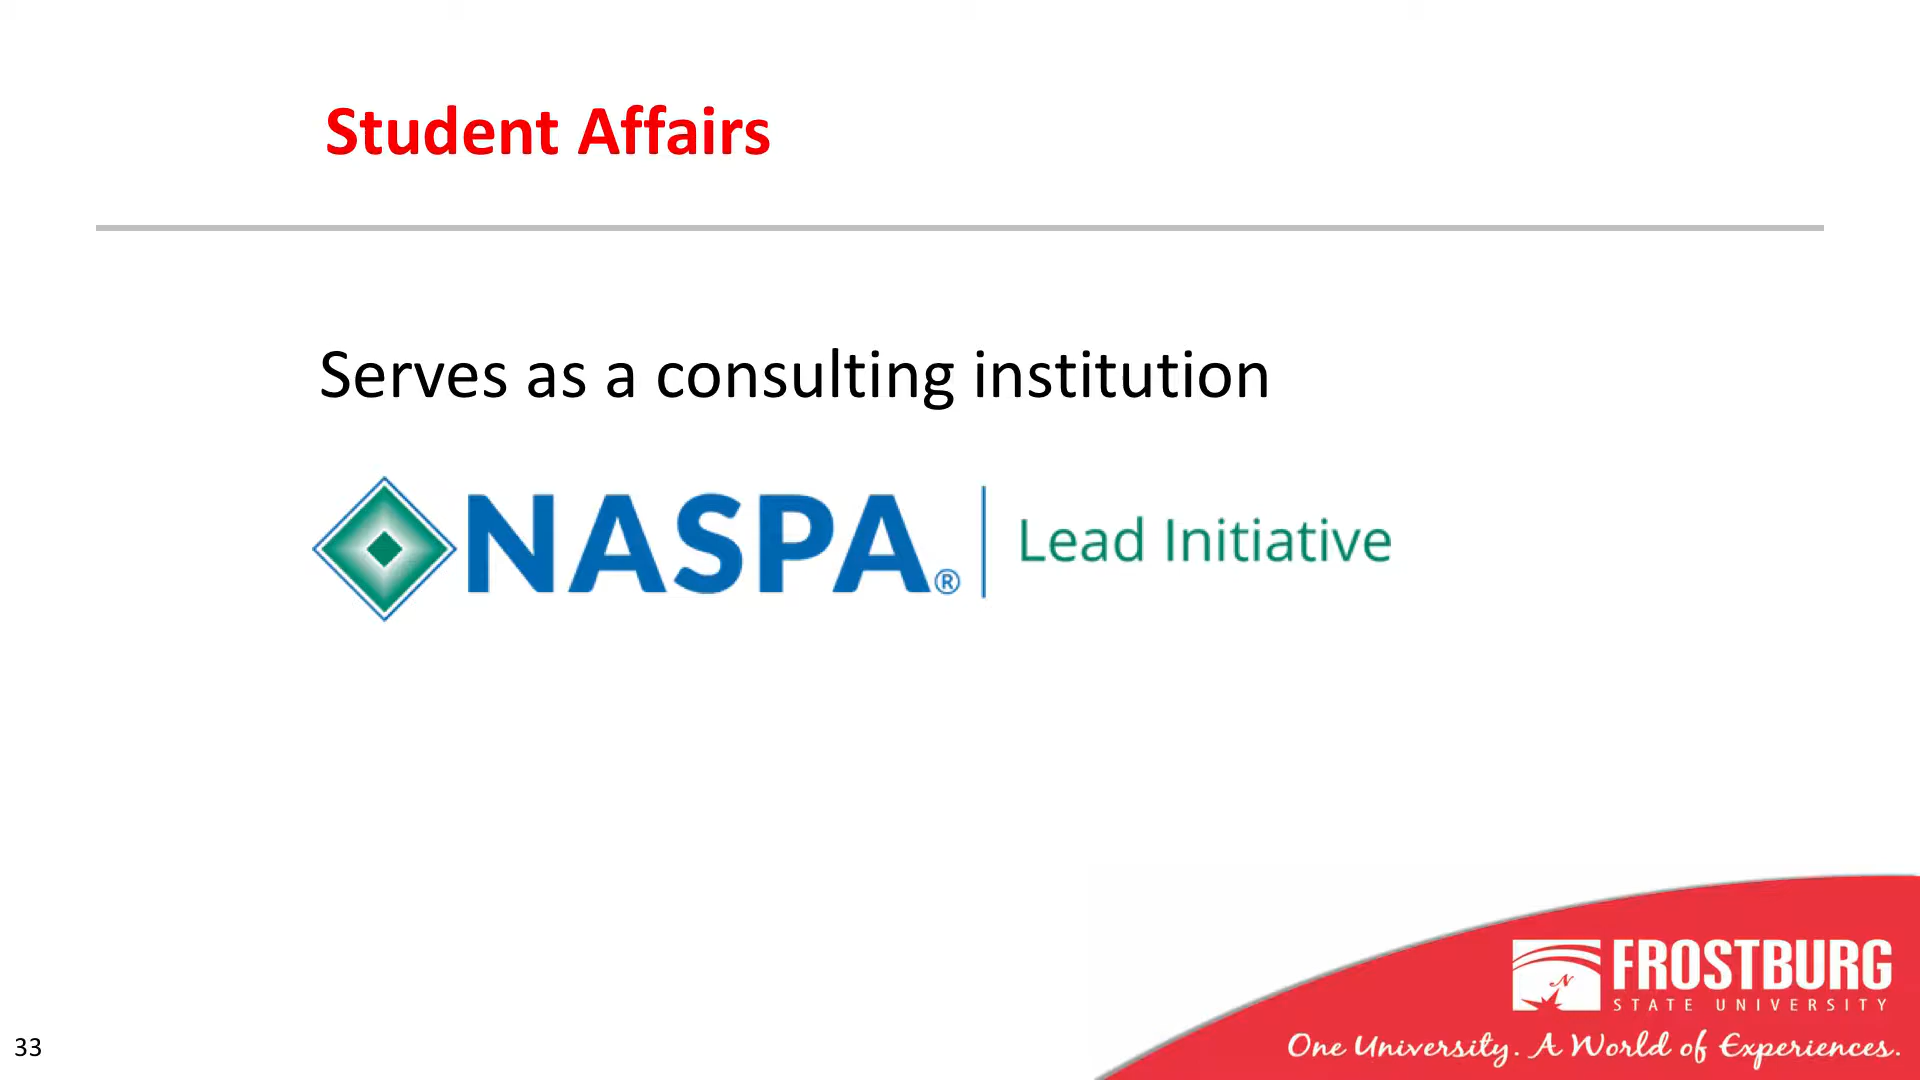 Student Affairs
Serves as a consulting institution
NASPA® | Lead Initiative
FROSTBURG
STATE UNIVERSITY
One University. A World of Experiences.
33